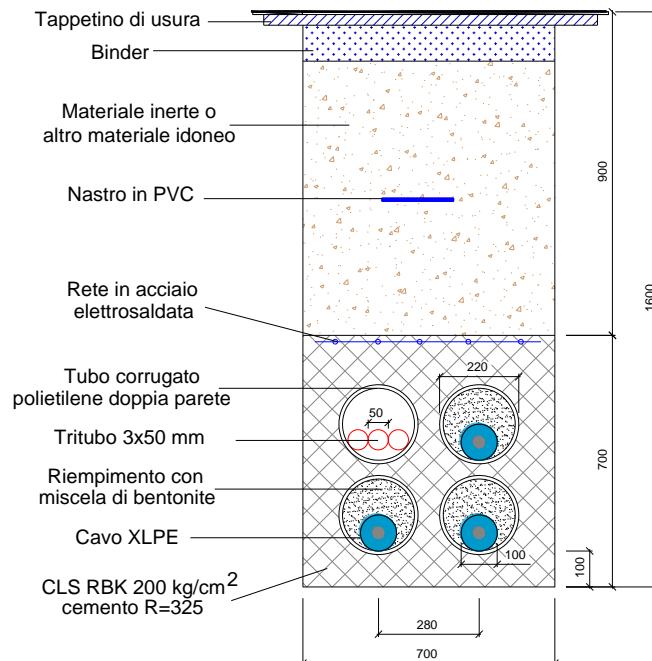 Tappetino di usura
Binder
Materiale inerte o
altro materiale idoneo
900
Nastro in PVC
1600
Rete in acciaio
elettrosaldata
Tubo corrugato
polietilene doppia parete
220
50
Tritubo 3x50 mm
700
Riempimento con
miscela di bentonite
Cavo XLPE
100
100
CLS RBK 200 kg/cm²
cemento R=325
280
700